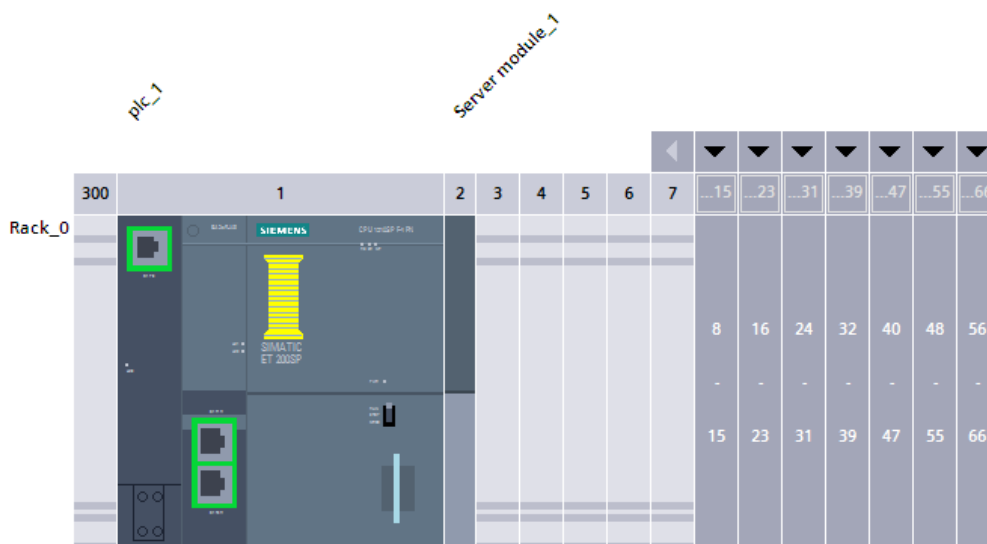 plc_1
Server module_1
300 1 2 3 4 5 6 7 ...15 ...23 ...31 ...39 ...47 ...55 ...66
Rack_0
SIEMENS
SIMATIC
ET 200SP
8 16 24 32 40 48 56
- - - - - - -
15 23 31 39 47 55 66